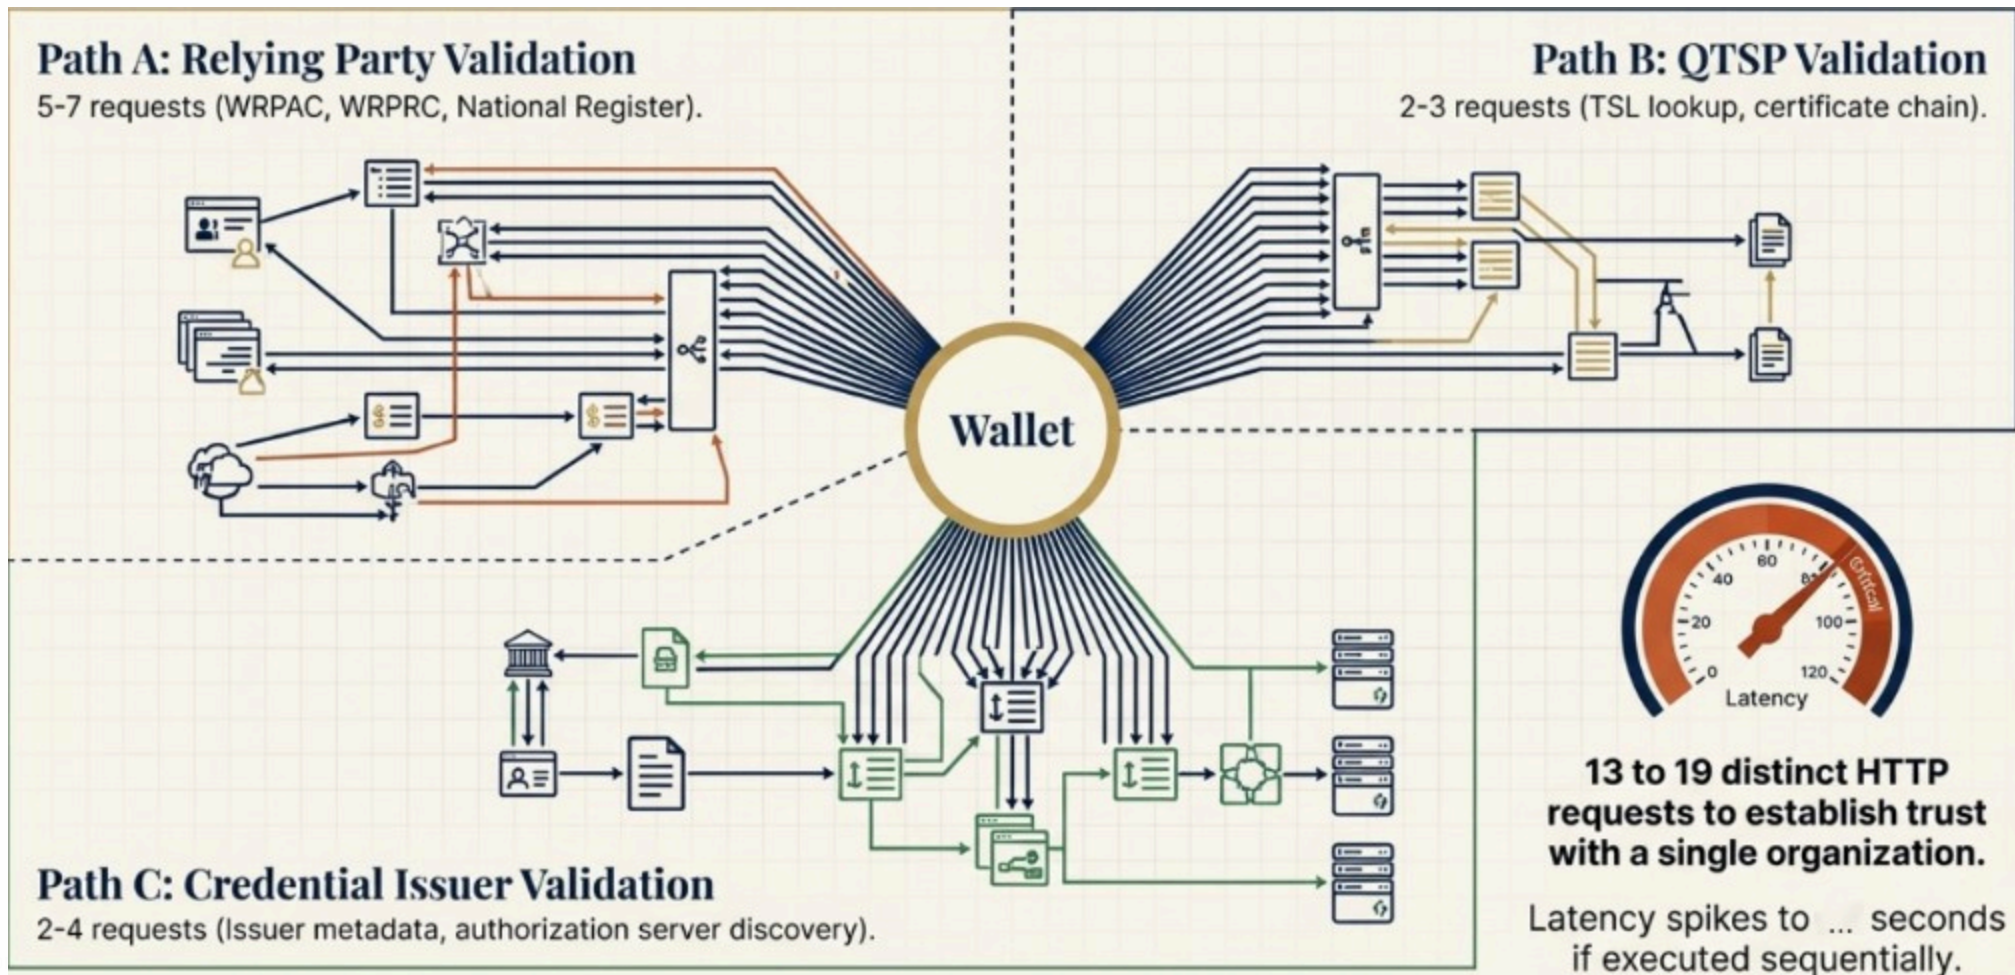 Path A: Relying Party Validation
5-7 requests (WRPAC, WRPRC, National Register).
Path B: QTSP Validation
2-3 requests (TSL lookup, certificate chain).
Wallet
0
20
40
60
100
120
Critical
Latency
13 to 19 distinct HTTP
requests to establish trust
with a single organization.
Latency spikes to ... seconds
if executed sequentially.
Path C: Credential Issuer Validation
2-4 requests (Issuer metadata, authorization server discovery).